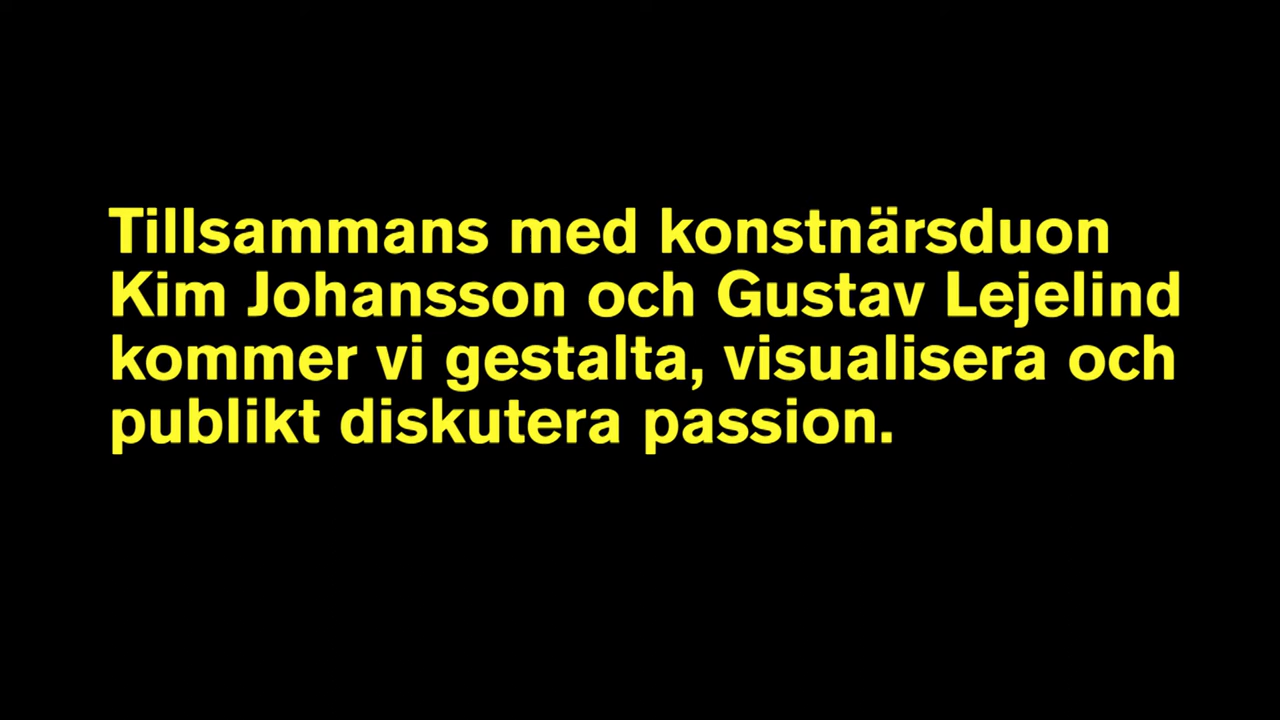 Tillsammans med konstnärsduon
Kim Johansson och Gustav Lejelind
kommer vi gestalta, visualisera och
publikt diskutera passion.